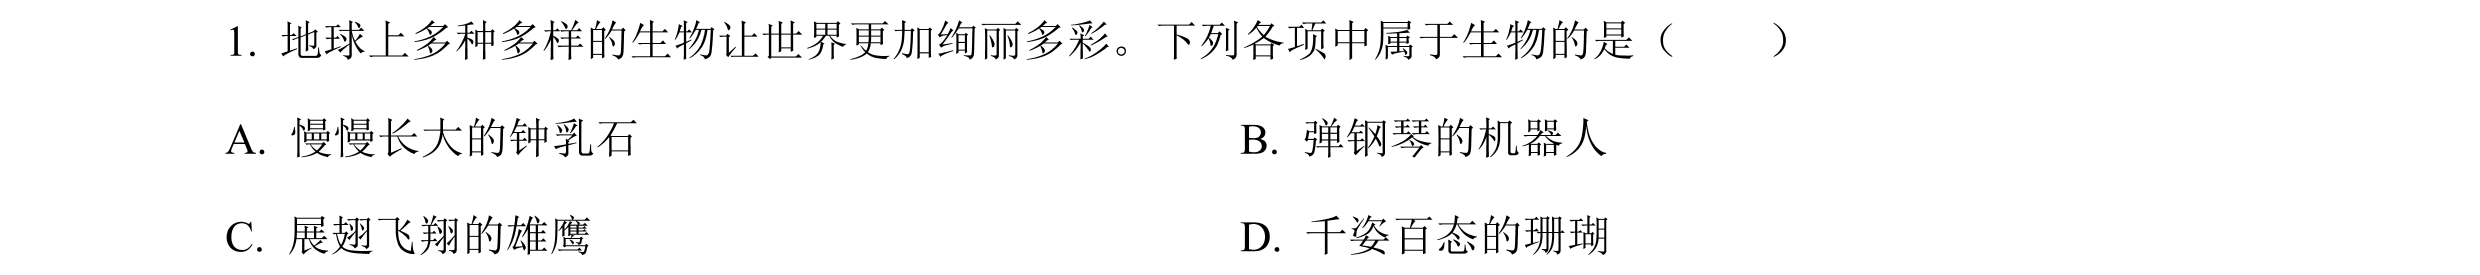 1. 地球上多种多样的生物让世界更加绚丽多彩。下列各项中属于生物的是（　　）
A. 慢慢长大的钟乳石　　B. 弹钢琴的机器人
C. 展翅飞翔的雄鹰　　D. 千姿百态的珊瑚